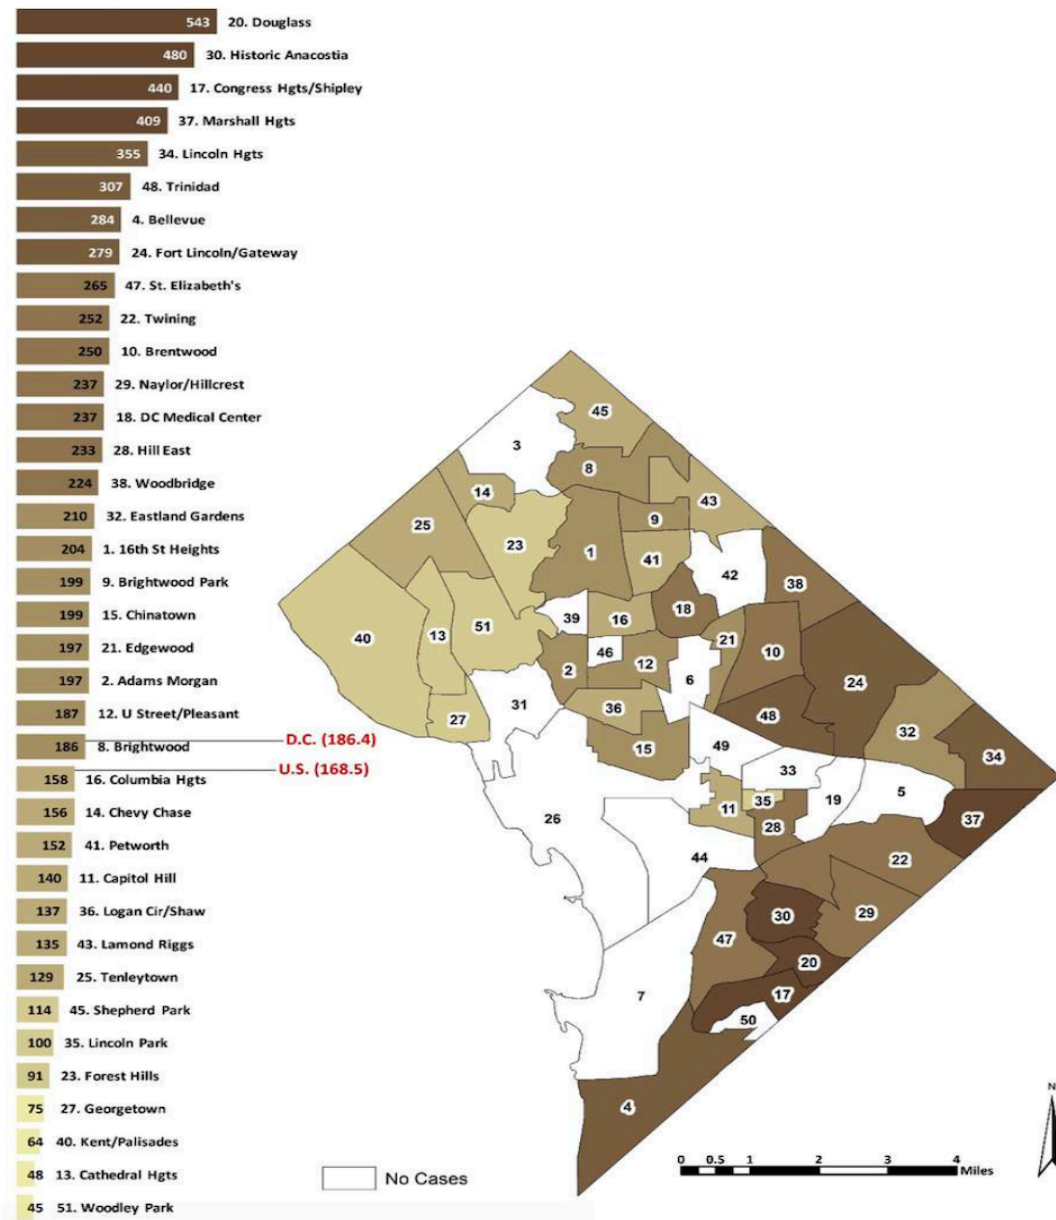 543 20. Douglass
480 30. Historic Anacostia
440 17. Congress Hgts/Shipley
409 37. Marshall Hgts
355 34. Lincoln Hgts
307 48. Trinidad
284 4. Bellevue
279 24. Fort Lincoln/Gateway
265 47. St. Elizabeth's
252 22. Twining
250 10. Brentwood
237 29. Naylor/Hillcrest
237 18. DC Medical Center
233 28. Hill East
224 38. Woodbridge
210 32. Eastland Gardens
204 1. 16th St Heights
199 9. Brightwood Park
199 15. Chinatown
197 21. Edgewood
197 2. Adams Morgan
187 12. U Street/Pleasant
186 8. Brightwood
D.C. (186.4)
U.S. (168.5)
158 16. Columbia Hgts
156 14. Chevy Chase
152 41. Petworth
140 11. Capitol Hill
137 36. Logan Cir/Shaw
135 43. Lamond Riggs
129 25. Tenleytown
114 45. Shepherd Park
100 35. Lincoln Park
91 23. Forest Hills
75 27. Georgetown
64 40. Kent/Palisades
48 13. Cathedral Hgts
45 51. Woodley Park
45
3
8
14
43
25
9
23
1
41
42
38
39
16
18
40
13
51
21
46
12
10
2
6
24
31
36
48
27
32
15
49
34
33
5
35
19
11
26
37
28
44
22
30
29
47
20
7
17
50
4
No Cases
0 0.5 1 2 3 4
Miles
N